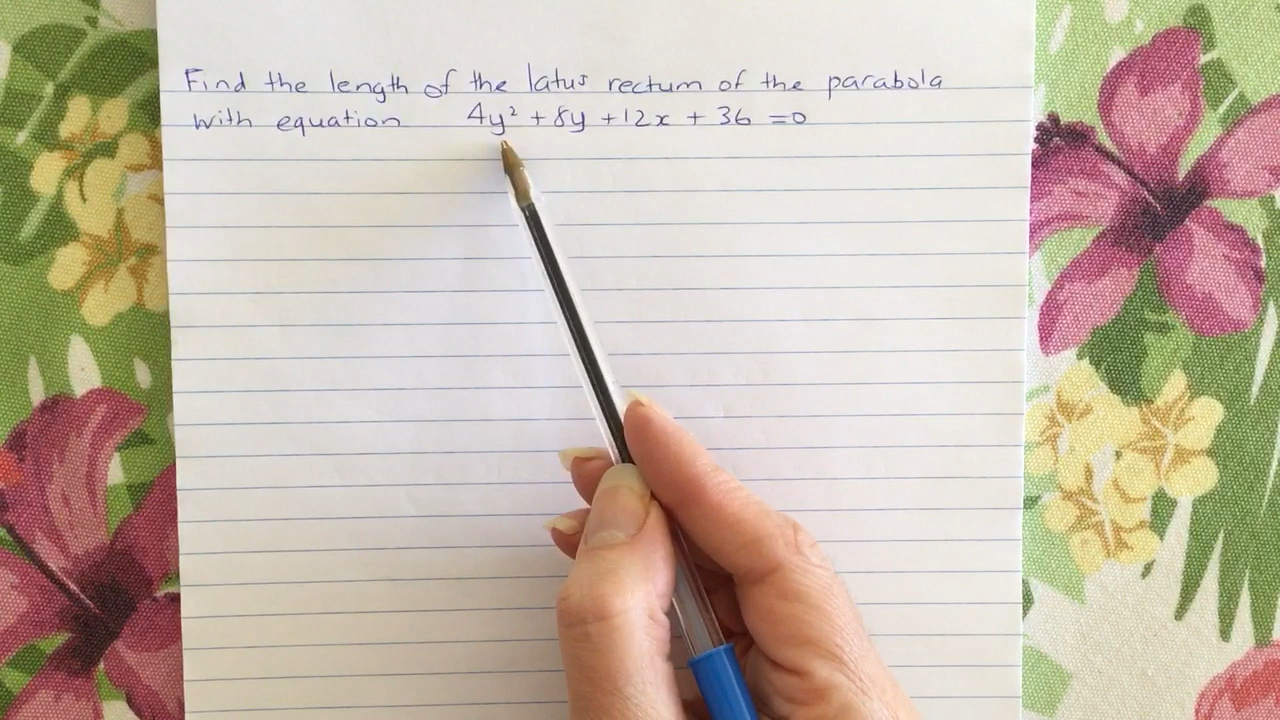 Find the length of the latus rectum of the parabola
with equation 4y² + 8y + 12x + 36 = 0